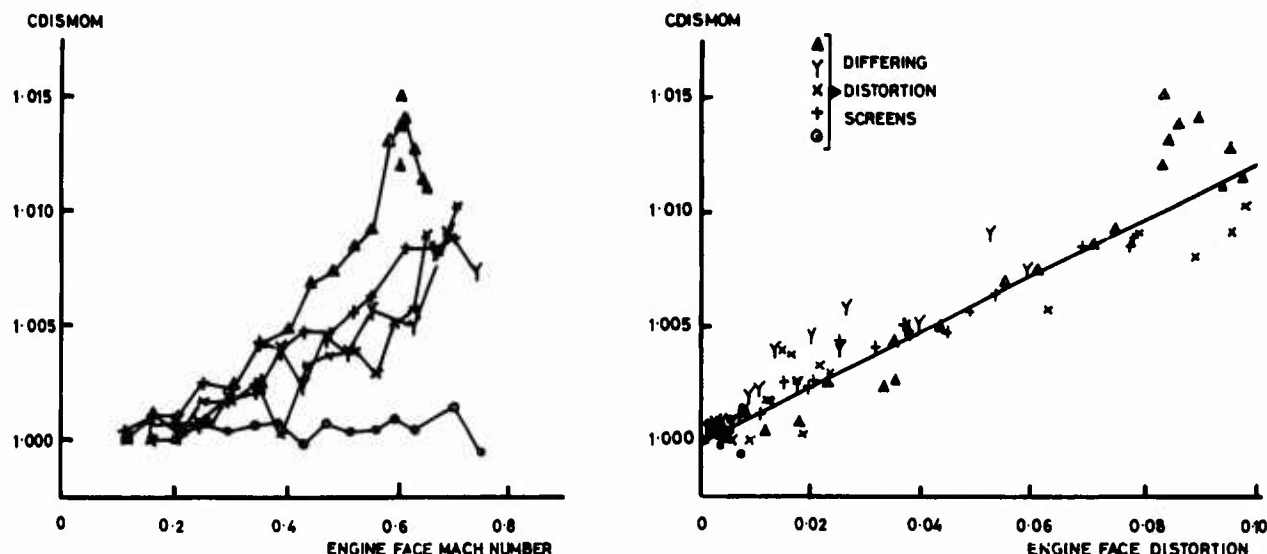 CDISMOM
1·015
1·010
1·005
1·000
0
0·2
0·4
0·6
0·8
ENGINE FACE MACH NUMBER
CDISMOM
1·015
1·010
1·005
1·000
DIFFERING
DISTORTION
SCREENS
0
0·02
0·04
0·06
0·08
0·10
ENGINE FACE DISTORTION